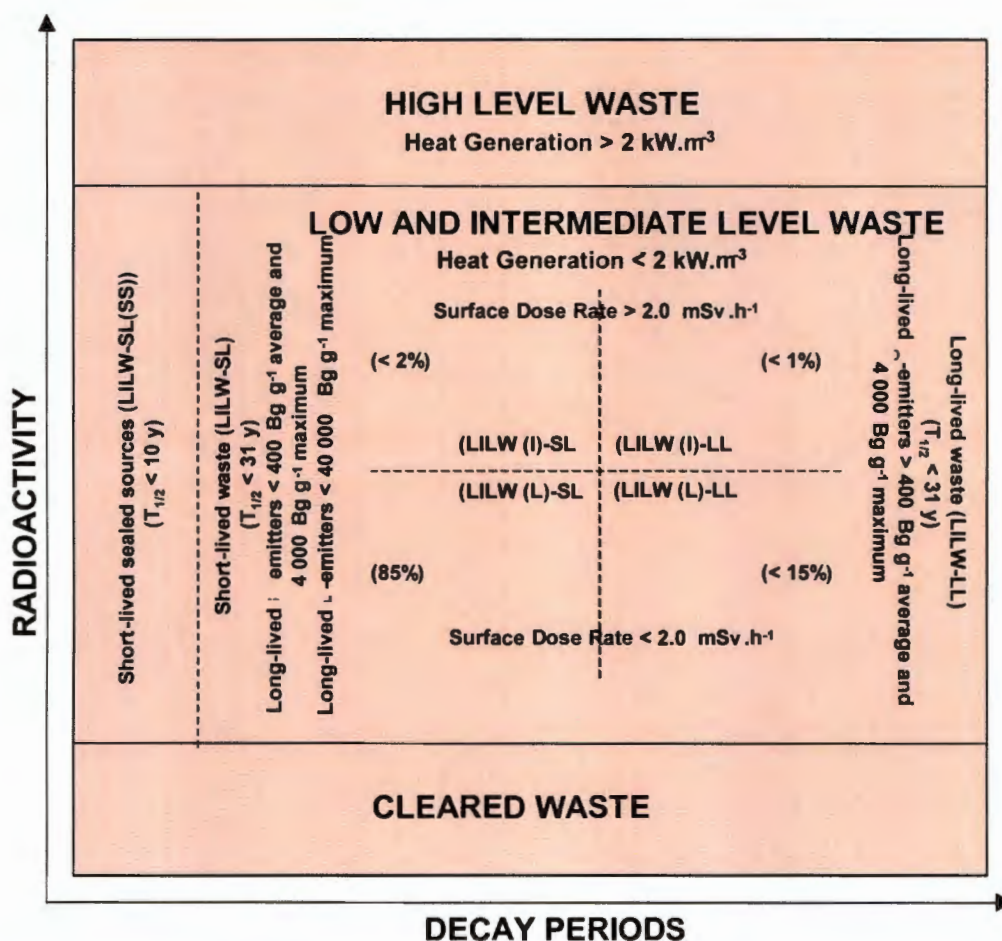 HIGH LEVEL WASTE
Heat Generation > 2 kW.m³
LOW AND INTERMEDIATE LEVEL WASTE
Heat Generation < 2 kW.m³
Surface Dose Rate > 2.0 mSv.h⁻¹
(< 2%)
(< 1%)
(LILW (I)-SL
(LILW (I)-LL
(LILW (L)-SL
(LILW (L)-LL
(85%)
(< 15%)
Surface Dose Rate < 2.0 mSv.h⁻¹
Short-lived sealed sources (LILW-SL(SS))
(T1/2 < 10 y)
Short-lived waste (LILW-SL)
(T1/2 < 31 y)
Long-lived emitters < 400 Bg g⁻¹ average and
4 000 Bg g⁻¹ maximum
Long-lived -emitters < 40 000 Bg g⁻¹ maximum
Long-lived waste (LILW-LL)
(T1/2 < 31 y)
Long-lived -emitters > 400 Bg g⁻¹ average and
4 000 Bg g⁻¹ maximum
CLEARED WASTE
RADIOACTIVITY
DECAY PERIODS